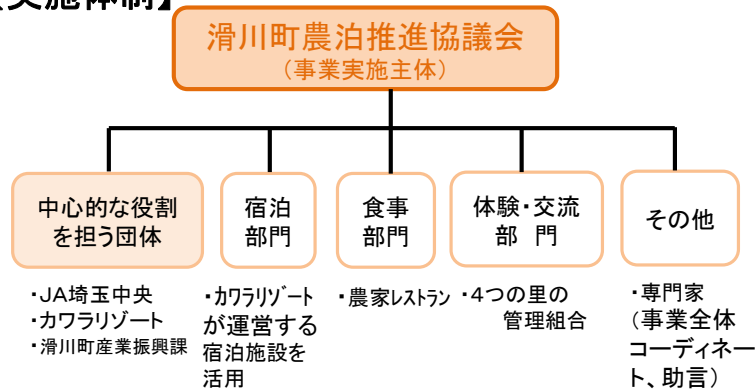 【実施体制】
滑川町農泊推進協議会
(事業実施主体)
中心的な役割
を担う団体
・JA埼玉中央
・カワラリゾート
・滑川町産業振興課
宿泊
部門
・カワラリゾート
が運営する
宿泊施設を
活用
食事
部門
・農家レストラン
体験・交流
部 門
・4つの里の
管理組合
その他
・専門家
(事業全体
コーディネー
ト、助言)